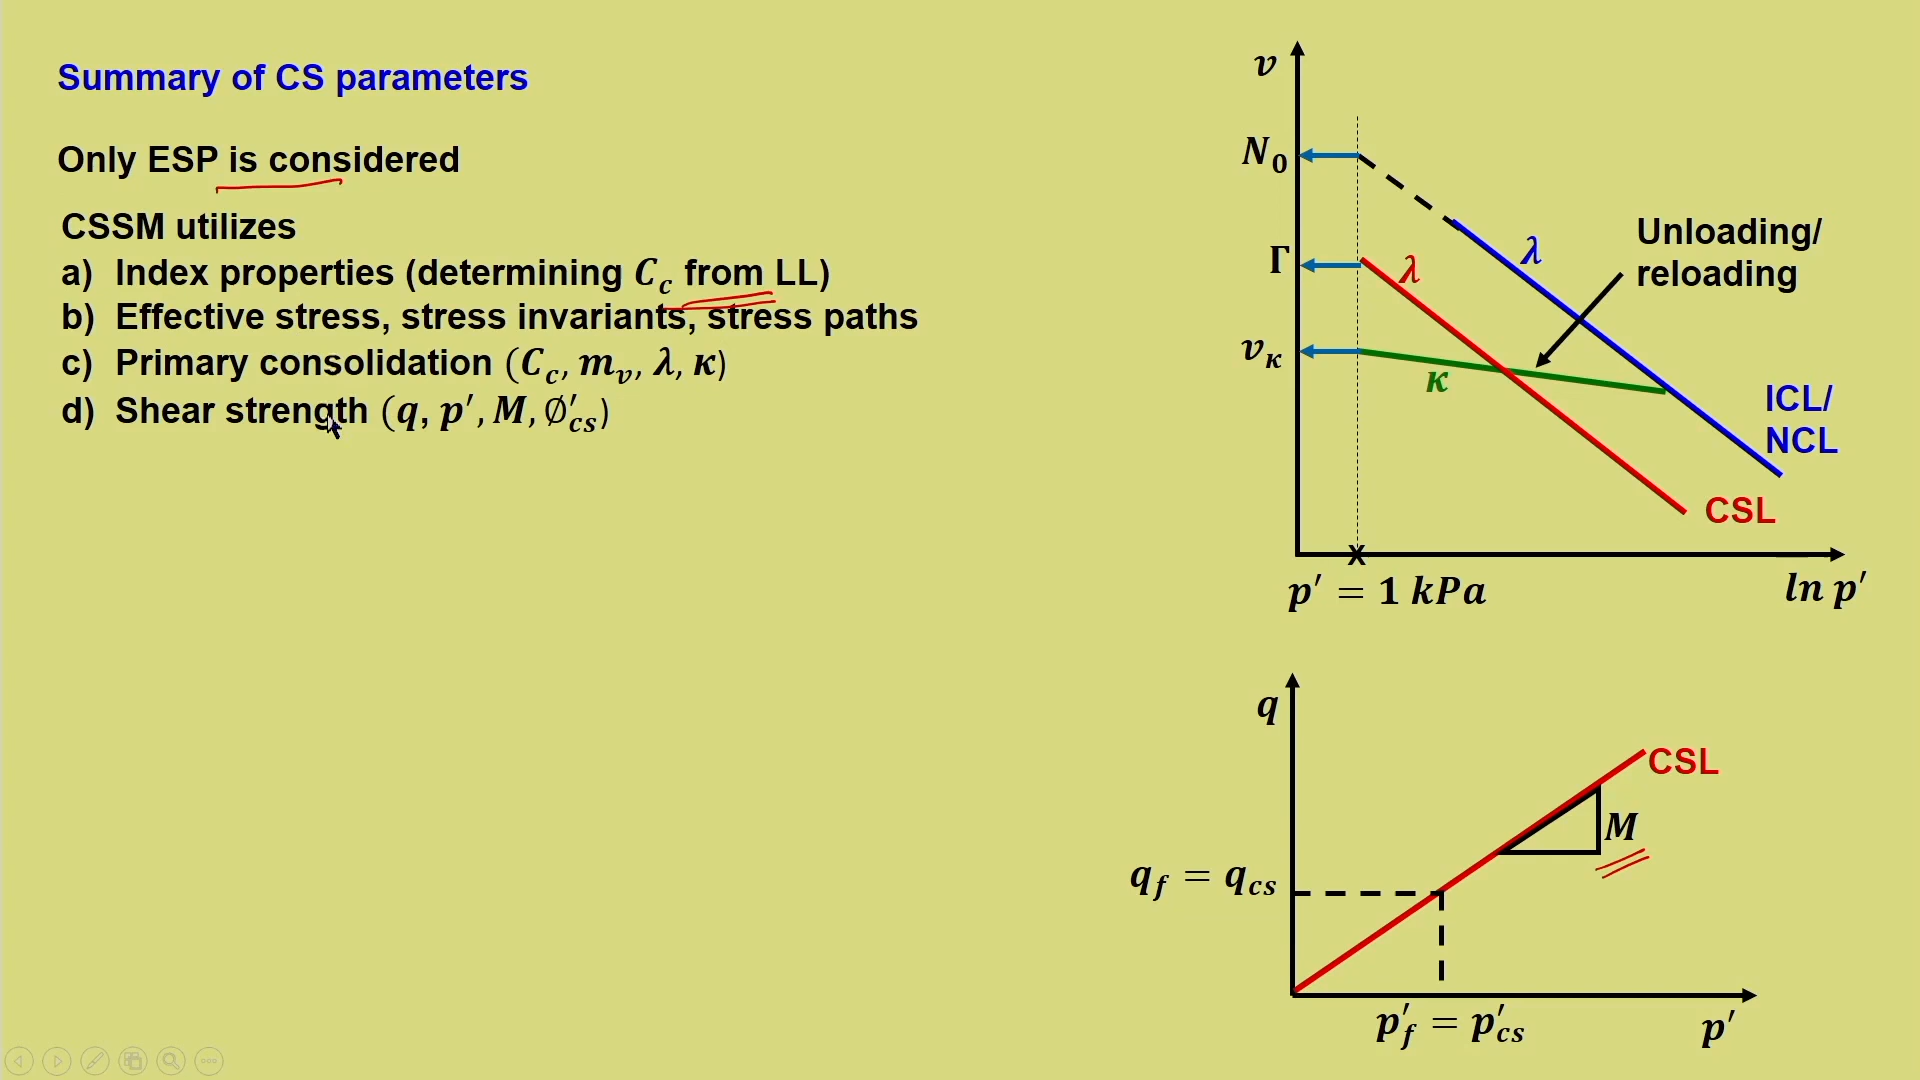 Summary of CS parameters
Only ESP is considered
CSSM utilizes
a) Index properties (determining C_c from LL)
b) Effective stress, stress invariants, stress paths
c) Primary consolidation (C_c, m_v, λ, κ)
d) Shear strength (q, p′, M, ∅′_cs)
v
N_0
Γ
v_κ
λ
λ
κ
Unloading/
reloading
ICL/
NCL
CSL
x
p′ = 1 kPa
ln p′
q
CSL
M
q_f = q_cs
p′_f = p′_cs
p′